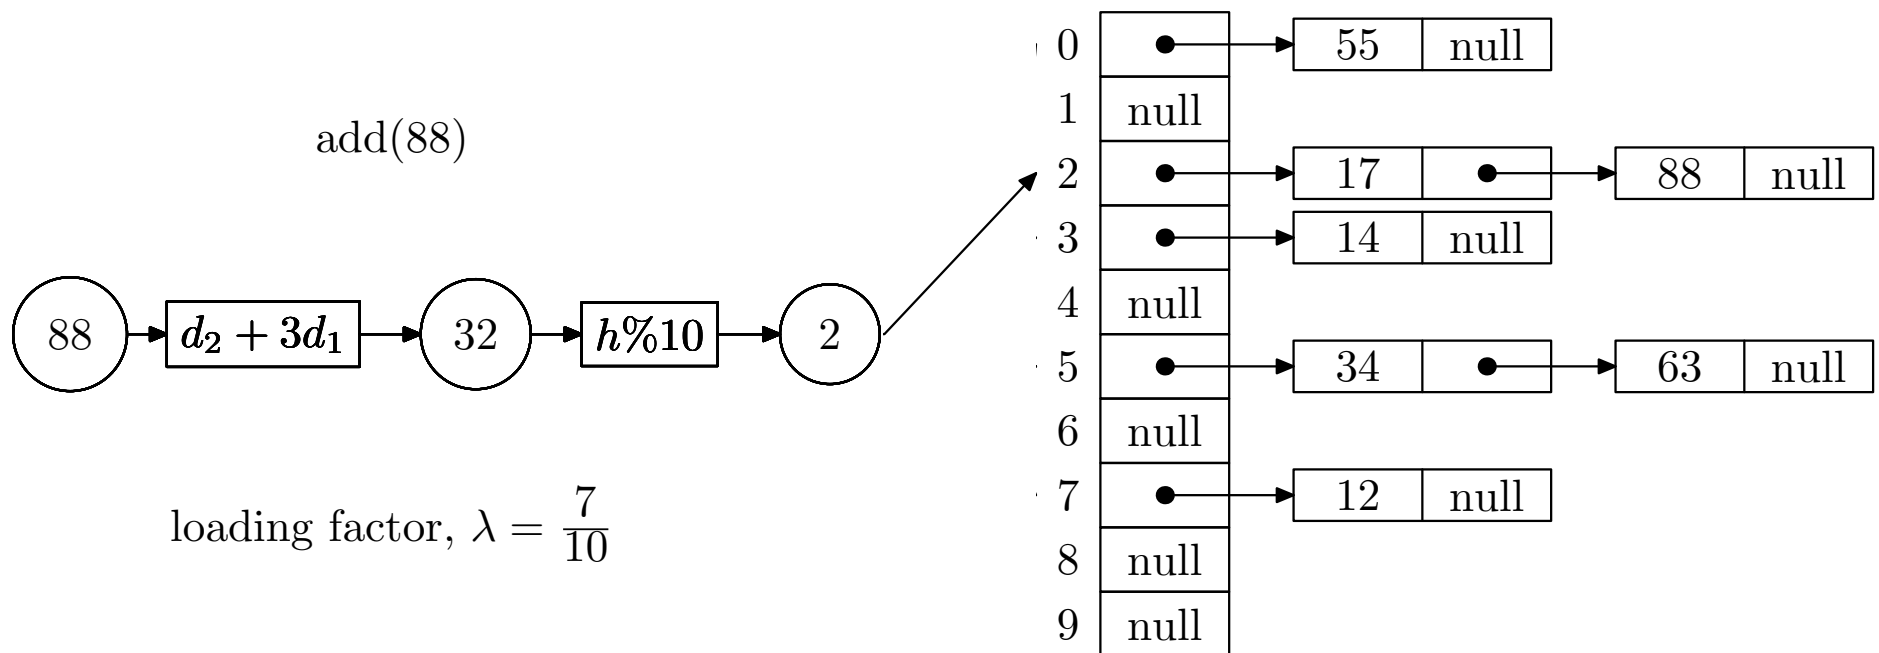 add(88)
88 d₂ + 3d₁ 32 h%10 2
loading factor, λ = 7/10
0 55 null
1 null
2 17 88 null
3 14 null
4 null
5 34 63 null
6 null
7 12 null
8 null
9 null